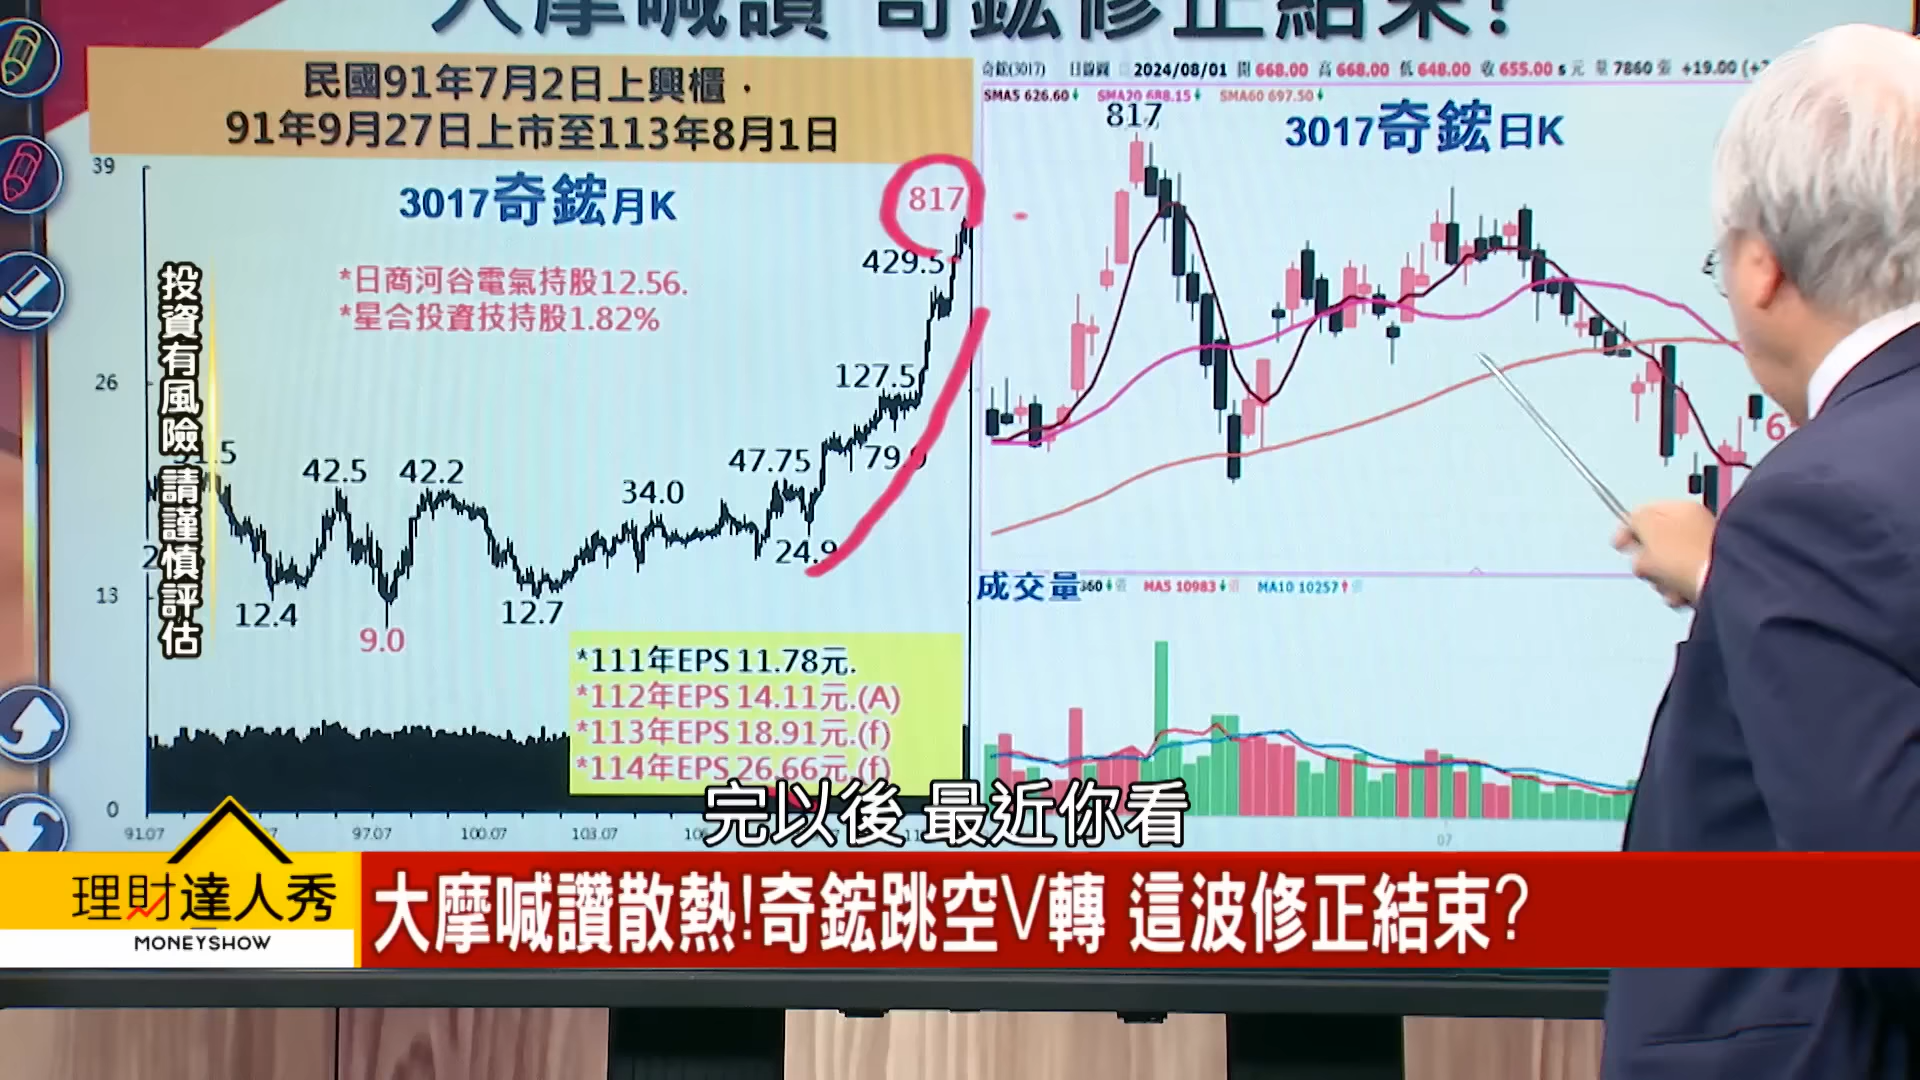 大摩喊讚 奇鋐修正結束?
民國91年7月2日上興櫃.
91年9月27日上市至113年8月1日
39
3017奇鋐月K
817
*日商河谷電氣持股12.56.
*星合投資技持股1.82%
429.5
26
127.5
42.5
42.2
47.75
79.9
34.0
24.9
13
12.4
9.0
12.7
*111年EPS 11.78元.
*112年EPS 14.11元.(A)
*113年EPS 18.91元.(f)
*114年EPS 26.66元.(f)
0
91.07
97.07
100.07
103.07
投資有風險 請謹慎評估
奇鋐(3017) 日線圖 2024/08/01 開 668.00 高 668.00 低 648.00 收 655.00 s 元 量 7860 張 +19.00
SMA5 626.60↓ SMA20 688.15↓ SMA60 697.50↓
817
3017奇鋐日K
成交量
MA5 10983↓張 MA10 10257↑張
07
完以後 最近你看
理財達人秀
MONEYSHOW
大摩喊讚散熱!奇鋐跳空V轉 這波修正結束?